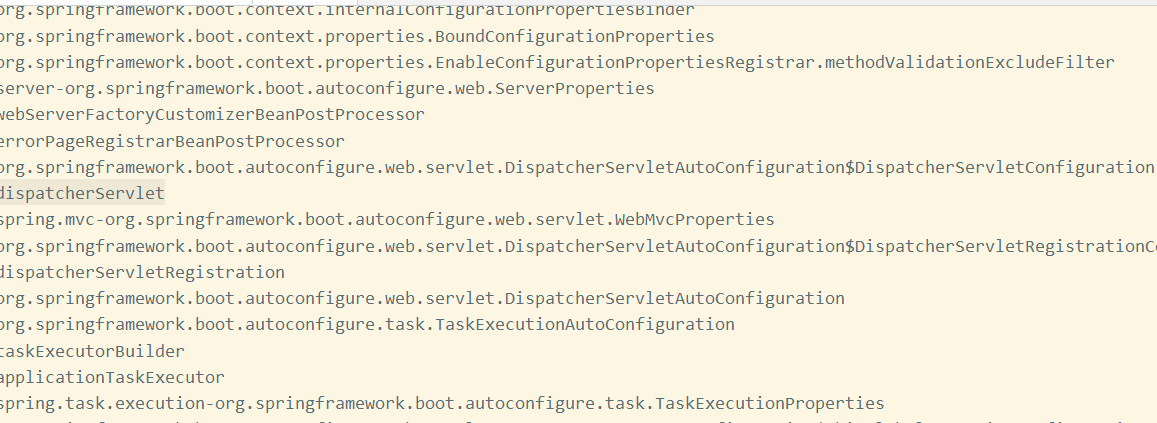 org.springframework.boot.context.internalConfigurationPropertiesBinder
org.springframework.boot.context.properties.BoundConfigurationProperties
org.springframework.boot.context.properties.EnableConfigurationPropertiesRegistrar.methodValidationExcludeFilter
server-org.springframework.boot.autoconfigure.web.ServerProperties
webServerFactoryCustomizerBeanPostProcessor
errorPageRegistrarBeanPostProcessor
org.springframework.boot.autoconfigure.web.servlet.DispatcherServletAutoConfiguration$DispatcherServletConfiguration
dispatcherServlet
spring.mvc-org.springframework.boot.autoconfigure.web.servlet.WebMvcProperties
org.springframework.boot.autoconfigure.web.servlet.DispatcherServletAutoConfiguration$DispatcherServletRegistrationCo
dispatcherServletRegistration
org.springframework.boot.autoconfigure.web.servlet.DispatcherServletAutoConfiguration
org.springframework.boot.autoconfigure.task.TaskExecutionAutoConfiguration
taskExecutorBuilder
applicationTaskExecutor
spring.task.execution-org.springframework.boot.autoconfigure.task.TaskExecutionProperties